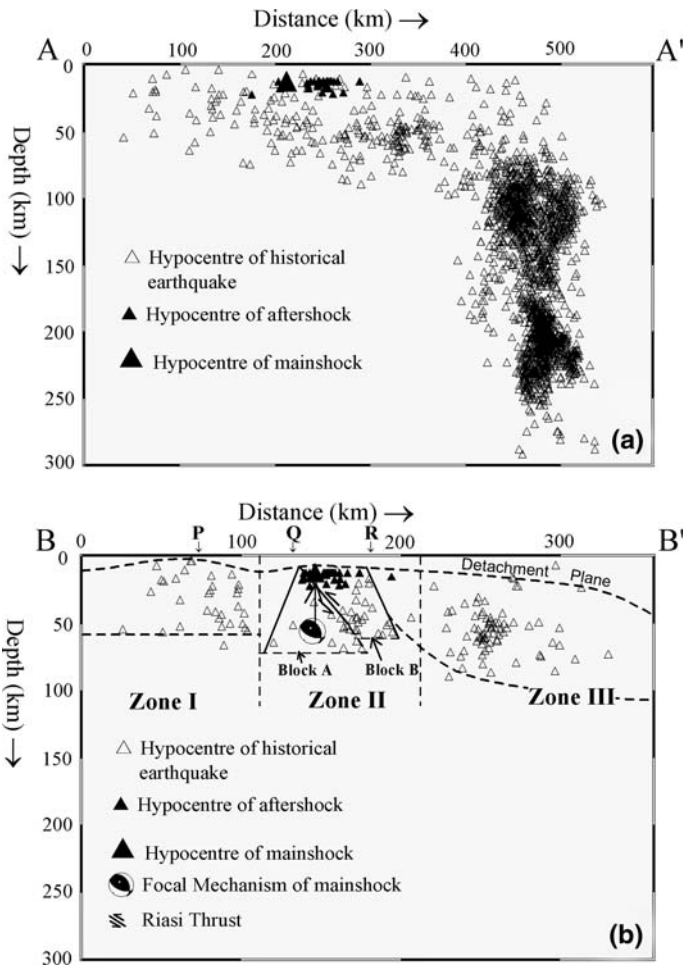 Distance (km) →
A A'
0 100 200 300 400 500
Depth (km) →
0
50
100
150
200
250
300
Hypocentre of historical
earthquake
Hypocentre of aftershock
Hypocentre of mainshock
(a)
Distance (km) →
B B'
P Q R
0 100 200 300
Depth (km) →
0
50
100
150
200
250
300
Detachment Plane
Block A Block B
Zone I Zone II Zone III
Hypocentre of historical
earthquake
Hypocentre of aftershock
Hypocentre of mainshock
Focal Mechanism of mainshock
Riasi Thrust
(b)